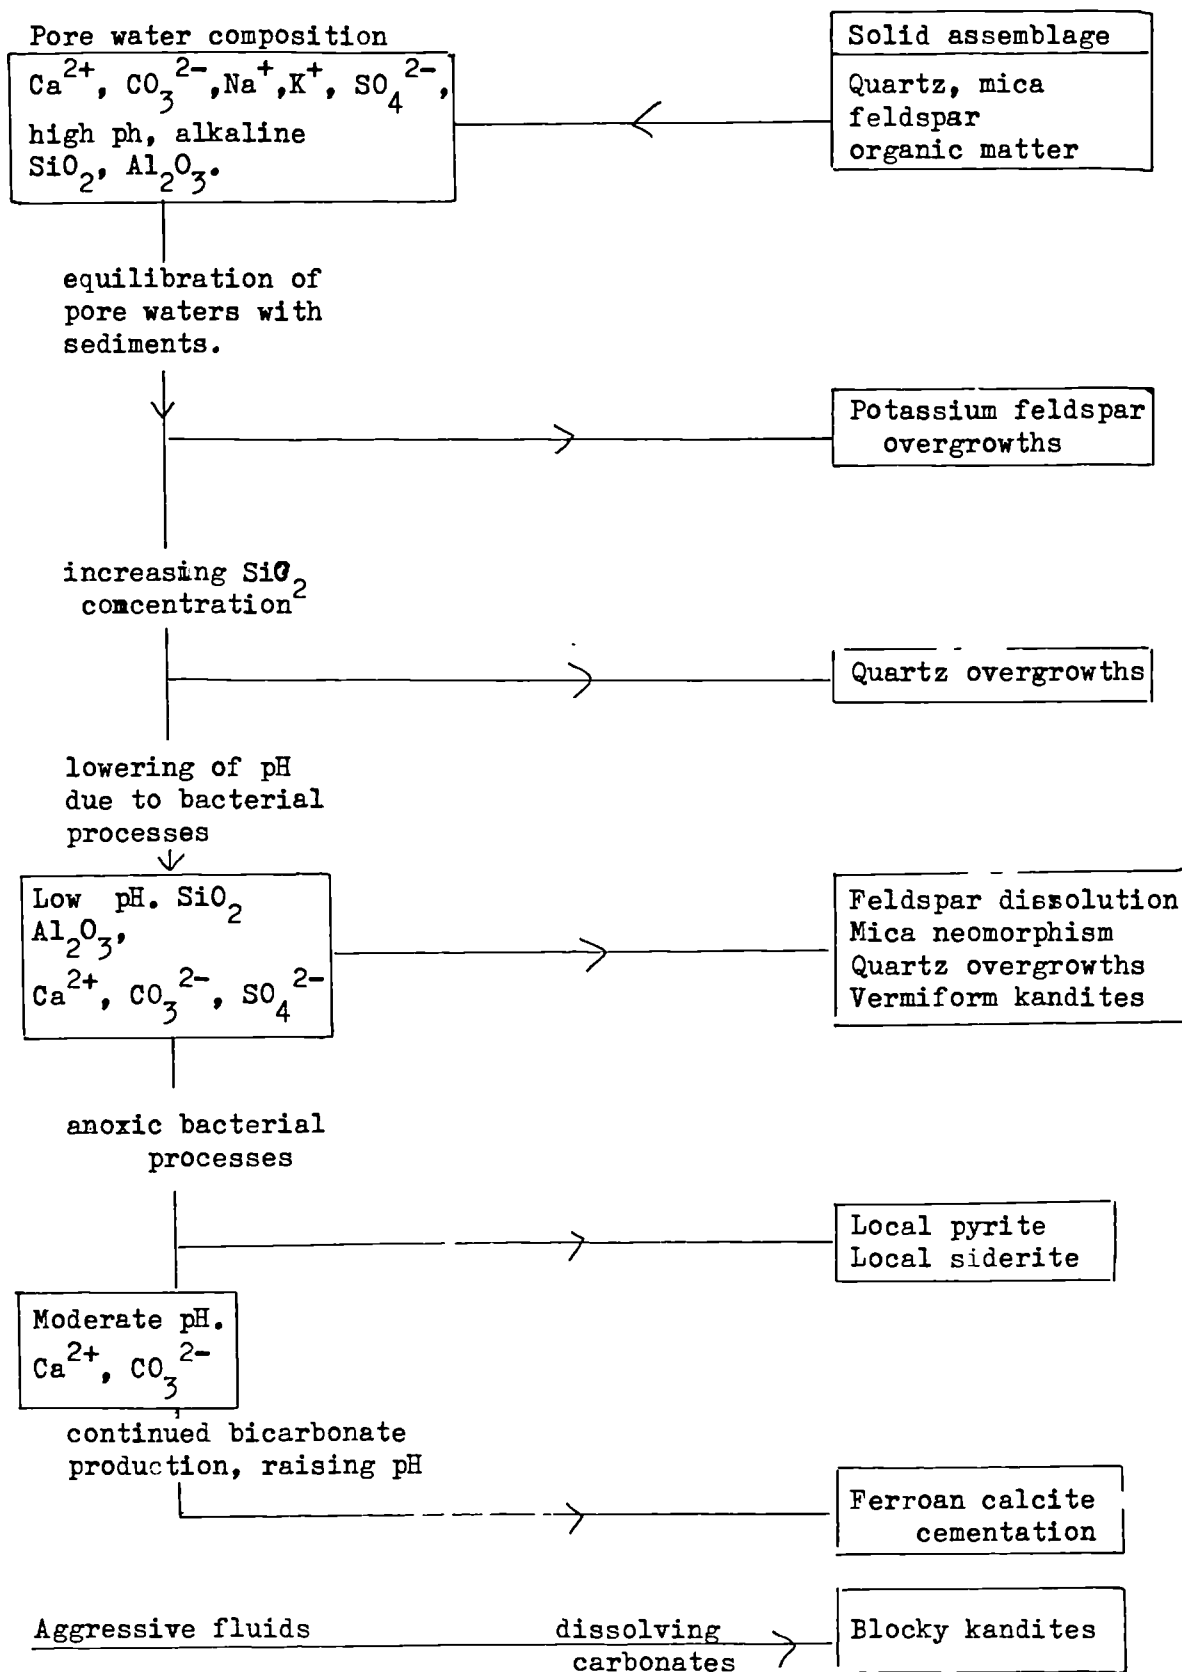 Pore water composition
Ca²⁺, CO₃²⁻,Na⁺,K⁺, SO₄²⁻,
high ph, alkaline
SiO₂, Al₂O₃.
Solid assemblage
Quartz, mica
feldspar
organic matter
equilibration of
pore waters with
sediments.
Potassium feldspar
overgrowths
increasing SiO₂
concentration
Quartz overgrowths
lowering of pH
due to bacterial
processes
Low pH. SiO₂
Al₂O₃,
Ca²⁺, CO₃²⁻, SO₄²⁻
Feldspar dissolution
Mica neomorphism
Quartz overgrowths
Vermiform kandites
anoxic bacterial
processes
Local pyrite
Local siderite
Moderate pH.
Ca²⁺, CO₃²⁻
continued bicarbonate
production, raising pH
Ferroan calcite
cementation
Aggressive fluids
dissolving
carbonates
Blocky kandites